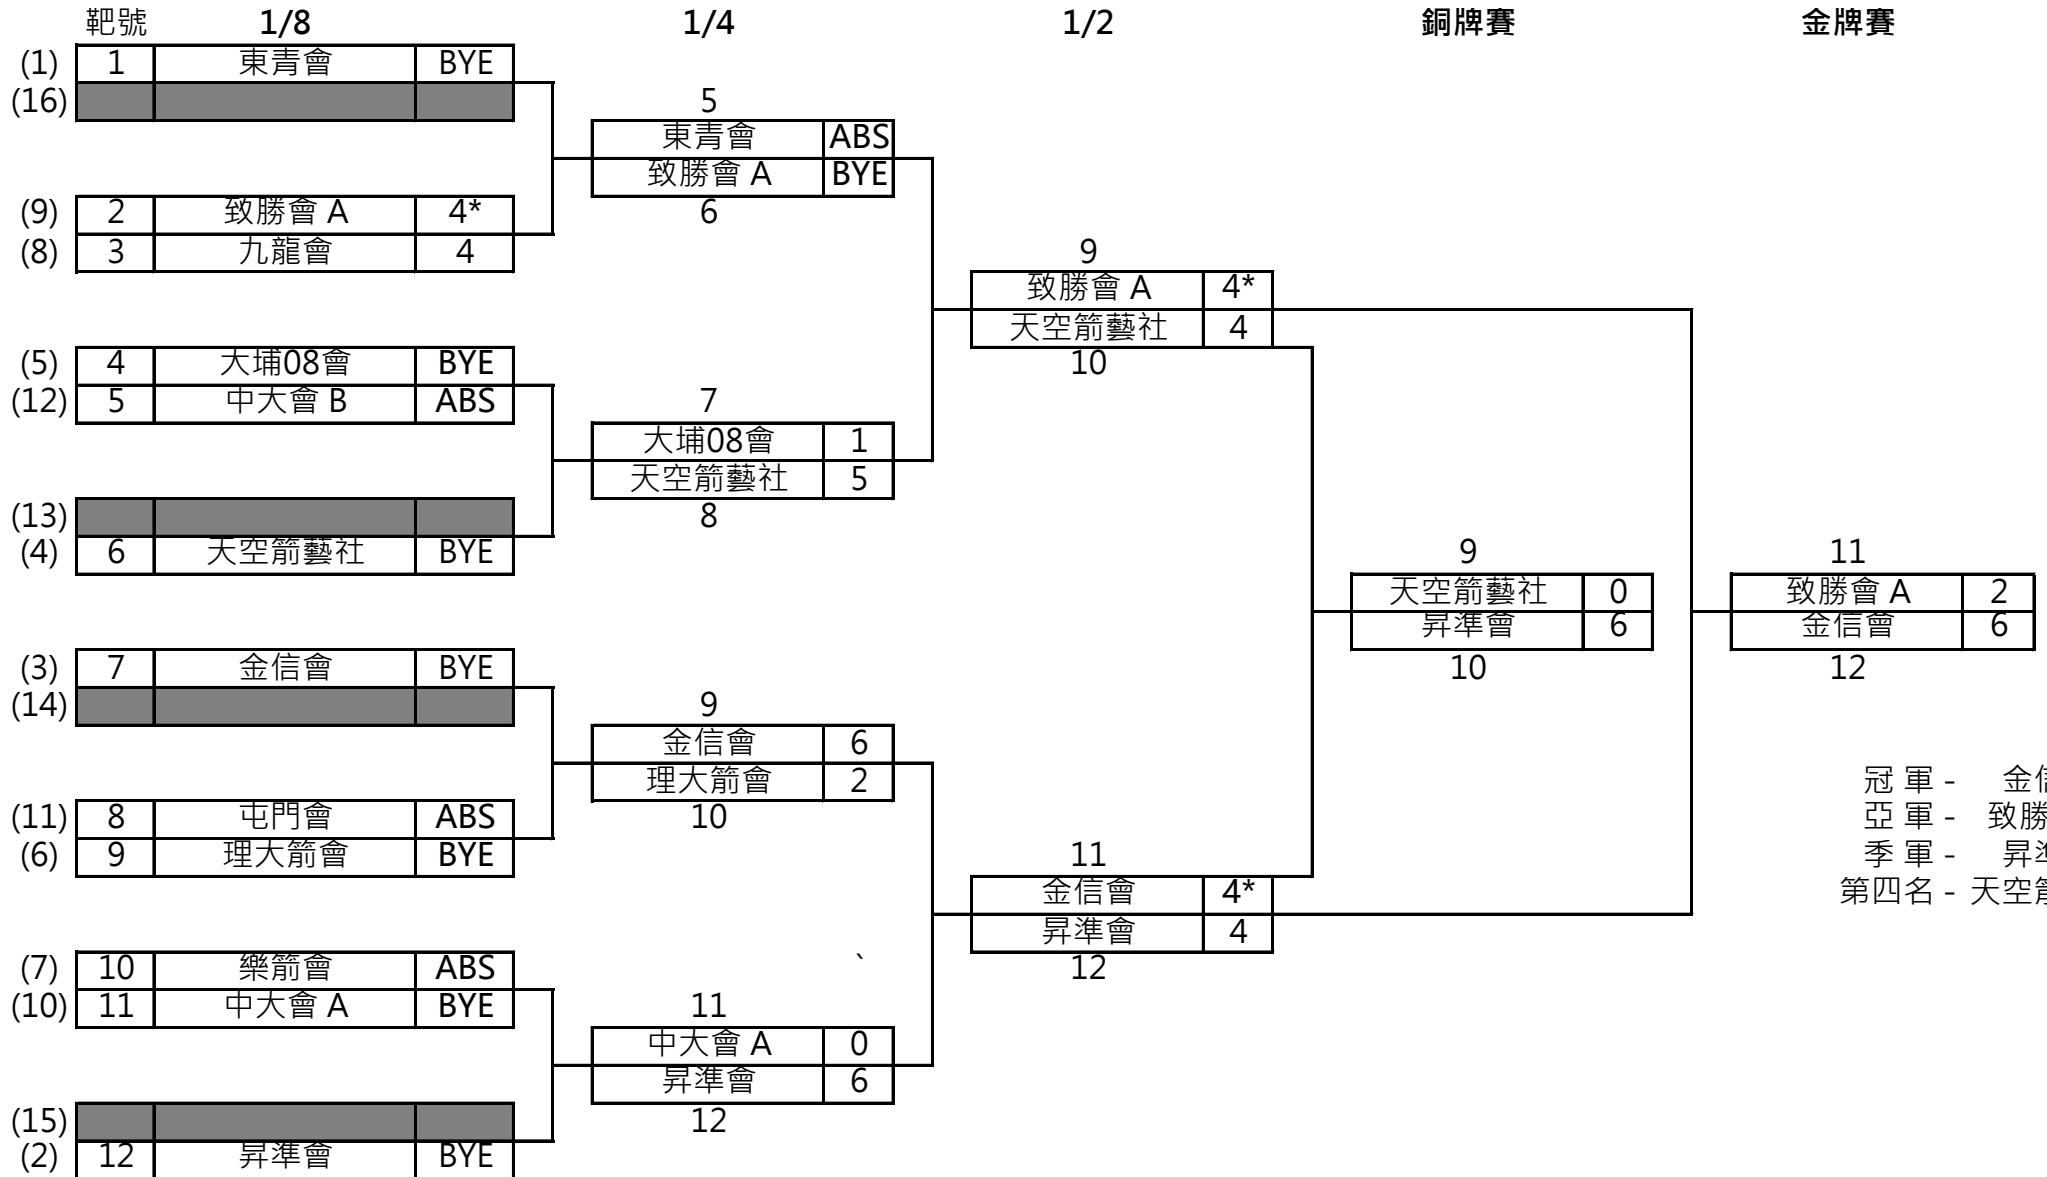 靶號 1/8 1/4 1/2 銅牌賽 金牌賽
(1) 1 東青會 BYE
(16)
5
東青會 ABS
致勝會 A BYE
6
(9) 2 致勝會 A 4*
(8) 3 九龍會 4
9
致勝會 A 4*
天空箭藝社 4
10
(5) 4 大埔08會 BYE
(12) 5 中大會 B ABS
7
大埔08會 1
天空箭藝社 5
8
(13)
(4) 6 天空箭藝社 BYE
9
天空箭藝社 0
昇準會 6
10
11
致勝會 A 2
金信會 6
12
(3) 7 金信會 BYE
(14)
9
金信會 6
理大箭會 2
10
(11) 8 屯門會 ABS
(6) 9 理大箭會 BYE
11
金信會 4*
昇準會 4
12
冠 軍 - 金信
亞 軍 - 致勝
季 軍 - 昇準
第四名 - 天空箭
(7) 10 樂箭會 ABS
(10) 11 中大會 A BYE
`
11
中大會 A 0
昇準會 6
12
(15)
(2) 12 昇準會 BYE